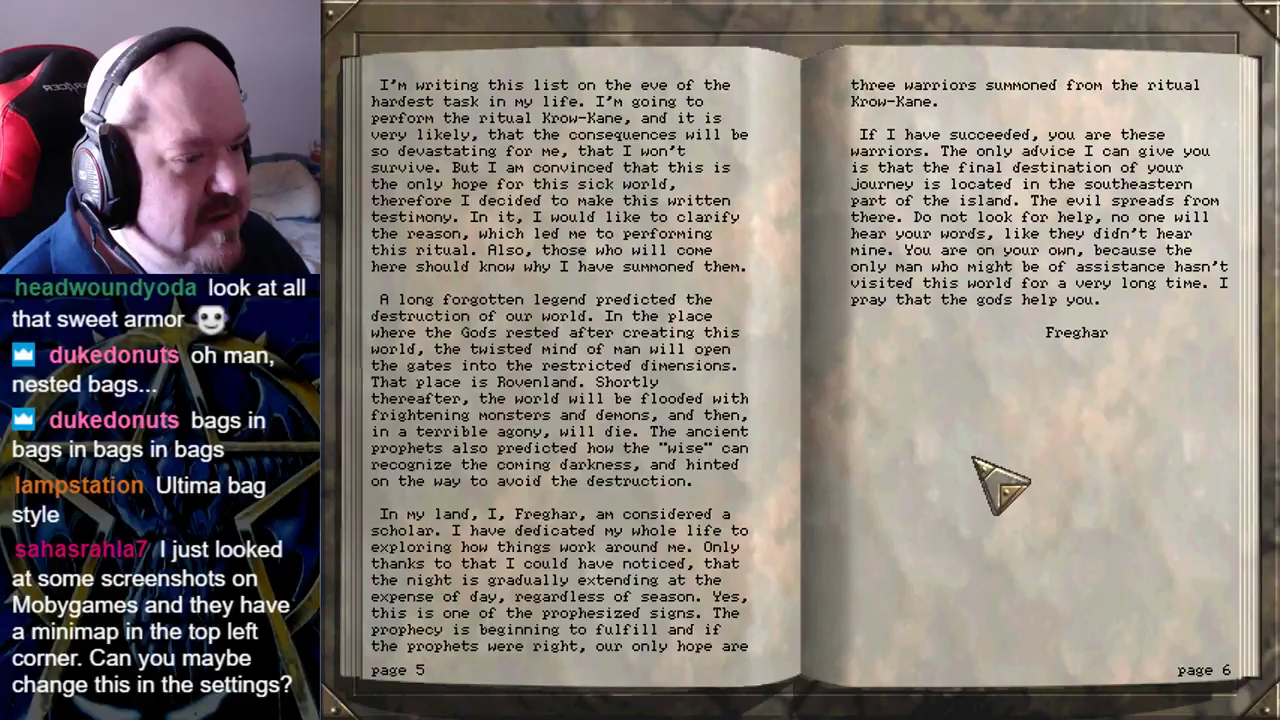 headwoundyoda look at all
that sweet armor
dukedonuts oh man,
nested bags...
dukedonuts bags in
bags in bags in bags
lampstation Ultima bag
style
sahasrahla7 I just looked
at some screenshots on
Mobygames and they have
a minimap in the top left
corner. Can you maybe
change this in the settings?
I'm writing this list on the eve of the
hardest task in my life. I'm going to
perform the ritual Krow-Kane, and it is
very likely, that the consequences will be
so devastating for me, that I won't
survive. But I am convinced that this is
the only hope for this sick world,
therefore I decided to make this written
testimony. In it, I would like to clarify
the reason, which led me to performing
this ritual. Also, those who will come
here should know why I have summoned them.
A long forgotten legend predicted the
destruction of our world. In the place
where the Gods rested after creating this
world, the twisted mind of man will open
the gates into the restricted dimensions.
That place is Rovenland. Shortly
thereafter, the world will be flooded with
frightening monsters and demons, and then,
in a terrible agony, will die. The ancient
prophets also predicted how the "wise" can
recognize the coming darkness, and hinted
on the way to avoid the destruction.
In my land, I, Freghar, am considered a
scholar. I have dedicated my whole life to
exploring how things work around me. Only
thanks to that I could have noticed, that
the night is gradually extending at the
expense of day, regardless of season. Yes,
this is one of the prophesized signs. The
prophecy is beginning to fulfill and if
the prophets were right, our only hope are
page 5
three warriors summoned from the ritual
Krow-Kane.
If I have succeeded, you are these
warriors. The only advice I can give you
is that the final destination of your
journey is located in the southeastern
part of the island. The evil spreads from
there. Do not look for help, no one will
hear your words, like they didn't hear
mine. You are on your own, because the
only man who might be of assistance hasn't
visited this world for a very long time. I
pray that the gods help you.
Freghar
page 6